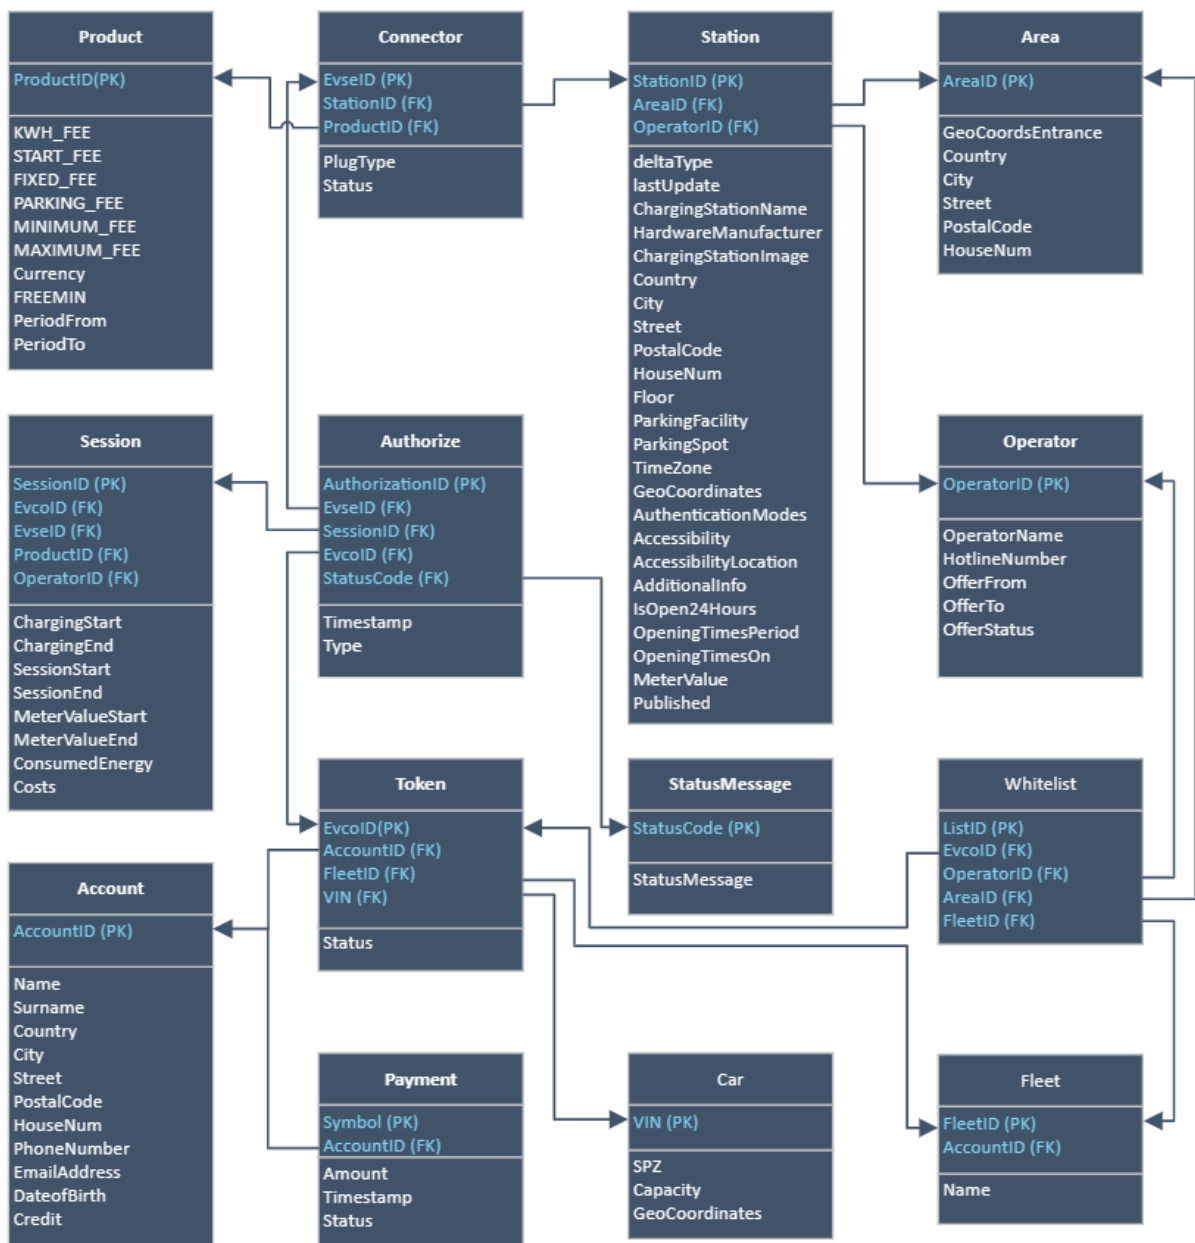 Product
ProductID(PK)
KWH_FEE
START_FEE
FIXED_FEE
PARKING_FEE
MINIMUM_FEE
MAXIMUM_FEE
Currency
FREEMIN
PeriodFrom
PeriodTo
Connector
EvseID (PK)
StationID (FK)
ProductID (FK)
PlugType
Status
Station
StationID (PK)
AreaID (FK)
OperatorID (FK)
deltaType
lastUpdate
ChargingStationName
HardwareManufacturer
ChargingStationImage
Country
City
Street
PostalCode
HouseNum
Floor
ParkingFacility
ParkingSpot
TimeZone
GeoCoordinates
AuthenticationModes
Accessibility
AccessibilityLocation
AdditionalInfo
IsOpen24Hours
OpeningTimesPeriod
OpeningTimesOn
MeterValue
Published
Area
AreaID (PK)
GeoCoordsEntrance
Country
City
Street
PostalCode
HouseNum
Session
SessionID (PK)
EvcoID (FK)
EvseID (FK)
ProductID (FK)
OperatorID (FK)
ChargingStart
ChargingEnd
SessionStart
SessionEnd
MeterValueStart
MeterValueEnd
ConsumedEnergy
Costs
Authorize
AuthorizationID (PK)
EvseID (FK)
SessionID (FK)
EvcoID (FK)
StatusCode (FK)
Timestamp
Type
Operator
OperatorID (PK)
OperatorName
HotlineNumber
OfferFrom
OfferTo
OfferStatus
Token
EvcoID(PK)
AccountID (FK)
FleetID (FK)
VIN (FK)
Status
StatusMessage
StatusCode (PK)
StatusMessage
Whitelist
ListID (PK)
EvcoID (FK)
OperatorID (FK)
AreaID (FK)
FleetID (FK)
Account
AccountID (PK)
Name
Surname
Country
City
Street
PostalCode
HouseNum
PhoneNumber
EmailAddress
DateofBirth
Credit
Payment
Symbol (PK)
AccountID (FK)
Amount
Timestamp
Status
Car
VIN (PK)
SPZ
Capacity
GeoCoordinates
Fleet
FleetID (PK)
AccountID (FK)
Name